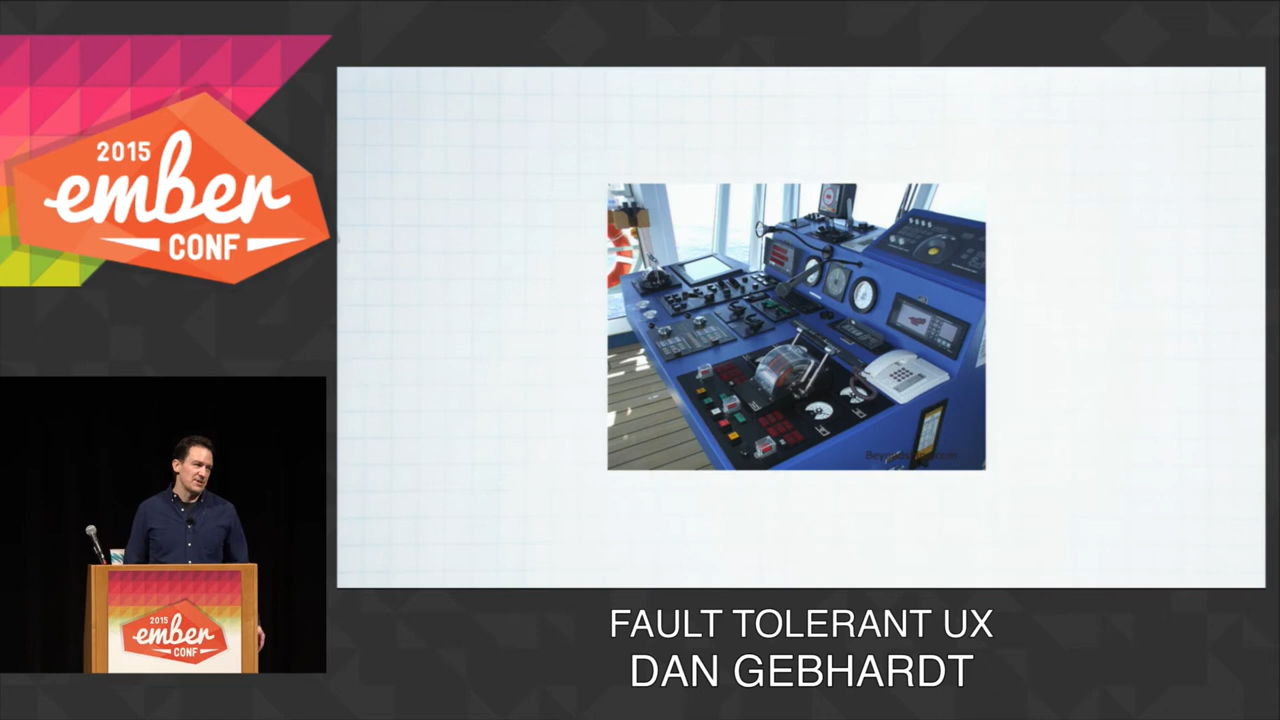 2015
ember
CONF
2015
ember
CONF
FAULT TOLERANT UX
DAN GEBHARDT